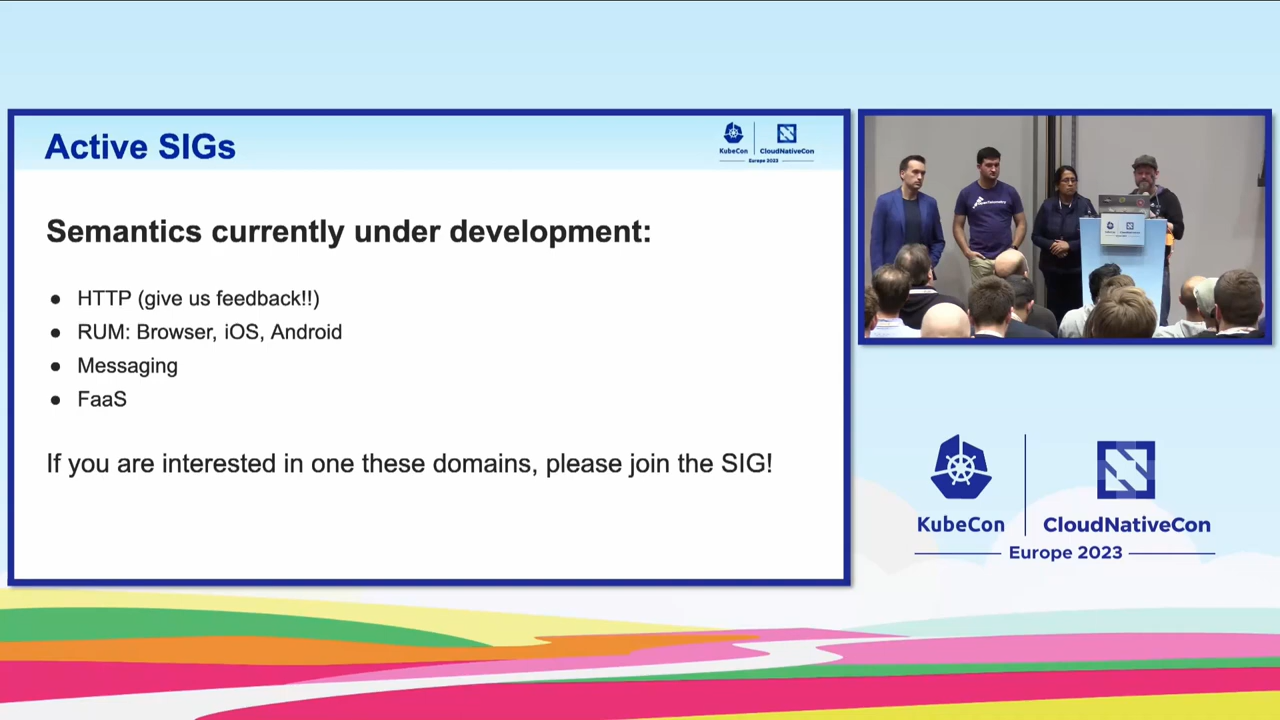 Active SIGs
KubeCon
CloudNativeCon
Europe 2023
Semantics currently under development:
● HTTP (give us feedback!!)
● RUM: Browser, iOS, Android
● Messaging
● FaaS
If you are interested in one these domains, please join the SIG!
KubeCon
CloudNativeCon
Europe 2023